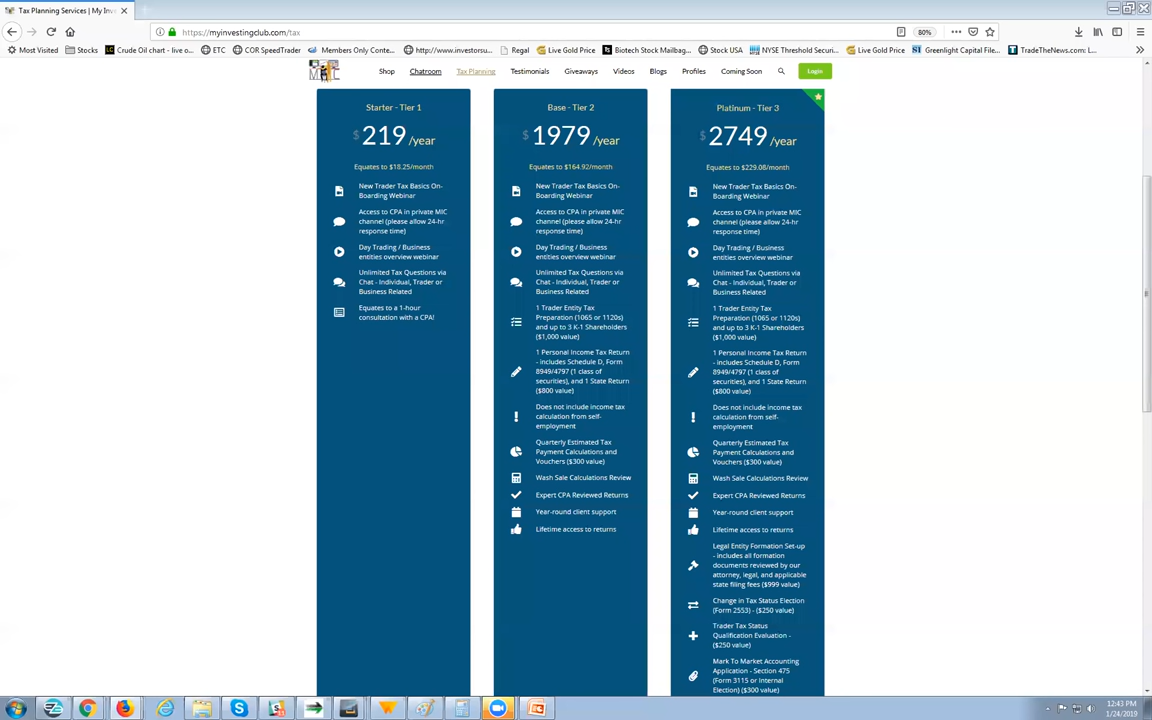 Tax Planning Services | My Inv
https://myinvestingclub.com/tax
80%
Most Visited
Stocks
Crude Oil chart - live o...
ETC
COR SpeedTrader
Members Only Conte...
http://www.investorsu...
Regal
Live Gold Price
Biotech Stock Mailbag...
Stock USA
NYSE Threshold Securi...
Live Gold Price
Greenlight Capital File...
TradeTheNews.com: L...
MIC
Shop
Chatroom
Tax Planning
Testimonials
Giveaways
Videos
Blogs
Profiles
Coming Soon
Login
Starter - Tier 1
$ 219 /year
Equates to $18.25/month
New Trader Tax Basics On-
Boarding Webinar
Access to CPA in private MIC
channel (please allow 24-hr
response time)
Day Trading / Business
entities overview webinar
Unlimited Tax Questions via
Chat - Individual, Trader or
Business Related
Equates to a 1-hour
consultation with a CPA!
Base - Tier 2
$ 1979 /year
Equates to $164.92/month
New Trader Tax Basics On-
Boarding Webinar
Access to CPA in private MIC
channel (please allow 24-hr
response time)
Day Trading / Business
entities overview webinar
Unlimited Tax Questions via
Chat - Individual, Trader or
Business Related
1 Trader Entity Tax
Preparation (1065 or 1120s)
and up to 3 K-1 Shareholders
($1,000 value)
1 Personal Income Tax Return
- includes Schedule D, Form
8949/4797 (1 class of
securities), and 1 State Return
($800 value)
Does not include income tax
calculation from self-
employment
Quarterly Estimated Tax
Payment Calculations and
Vouchers ($300 value)
Wash Sale Calculations Review
Expert CPA Reviewed Returns
Year-round client support
Lifetime access to returns
Platinum - Tier 3
$ 2749 /year
Equates to $229.08/month
New Trader Tax Basics On-
Boarding Webinar
Access to CPA in private MIC
channel (please allow 24-hr
response time)
Day Trading / Business
entities overview webinar
Unlimited Tax Questions via
Chat - Individual, Trader or
Business Related
1 Trader Entity Tax
Preparation (1065 or 1120s)
and up to 3 K-1 Shareholders
($1,000 value)
1 Personal Income Tax Return
- includes Schedule D, Form
8949/4797 (1 class of
securities), and 1 State Return
($800 value)
Does not include income tax
calculation from self-
employment
Quarterly Estimated Tax
Payment Calculations and
Vouchers ($300 value)
Wash Sale Calculations Review
Expert CPA Reviewed Returns
Year-round client support
Lifetime access to returns
Legal Entity Formation Set-up
- includes all formation
documents reviewed by our
attorney, legal, and applicable
state filing fees ($999 value)
Change in Tax Status Election
(Form 2553) - ($250 value)
Trader Tax Status
Qualification Evaluation -
($250 value)
Mark To Market Accounting
Application - Section 475
(Form 3115 or Internal
Election) ($300 value)
12:43 PM
1/24/2019